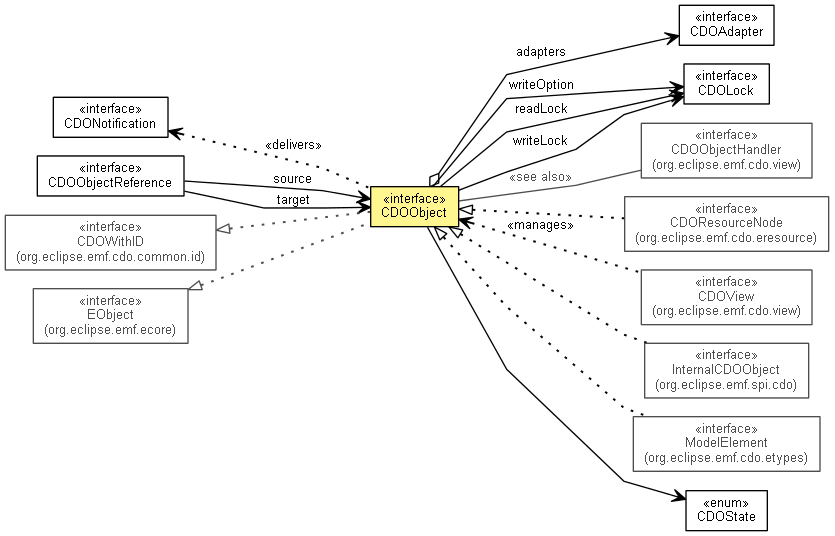 «interface»
CDOAdapter
adapters
«interface»
CDOLock
writeOption
readLock
writeLock
«interface»
CDONotification
«delivers»
«interface»
CDOObjectHandler
(org.eclipse.emf.cdo.view)
«see also»
«interface»
CDOObjectReference
source
target
«interface»
CDOObject
«interface»
CDOResourceNode
(org.eclipse.emf.cdo.eresource)
«manages»
«interface»
CDOWithID
(org.eclipse.emf.cdo.common.id)
«interface»
CDOView
(org.eclipse.emf.cdo.view)
«interface»
EObject
(org.eclipse.emf.ecore)
«interface»
InternalCDOObject
(org.eclipse.emf.spi.cdo)
«interface»
ModelElement
(org.eclipse.emf.cdo.etypes)
«enum»
CDOState